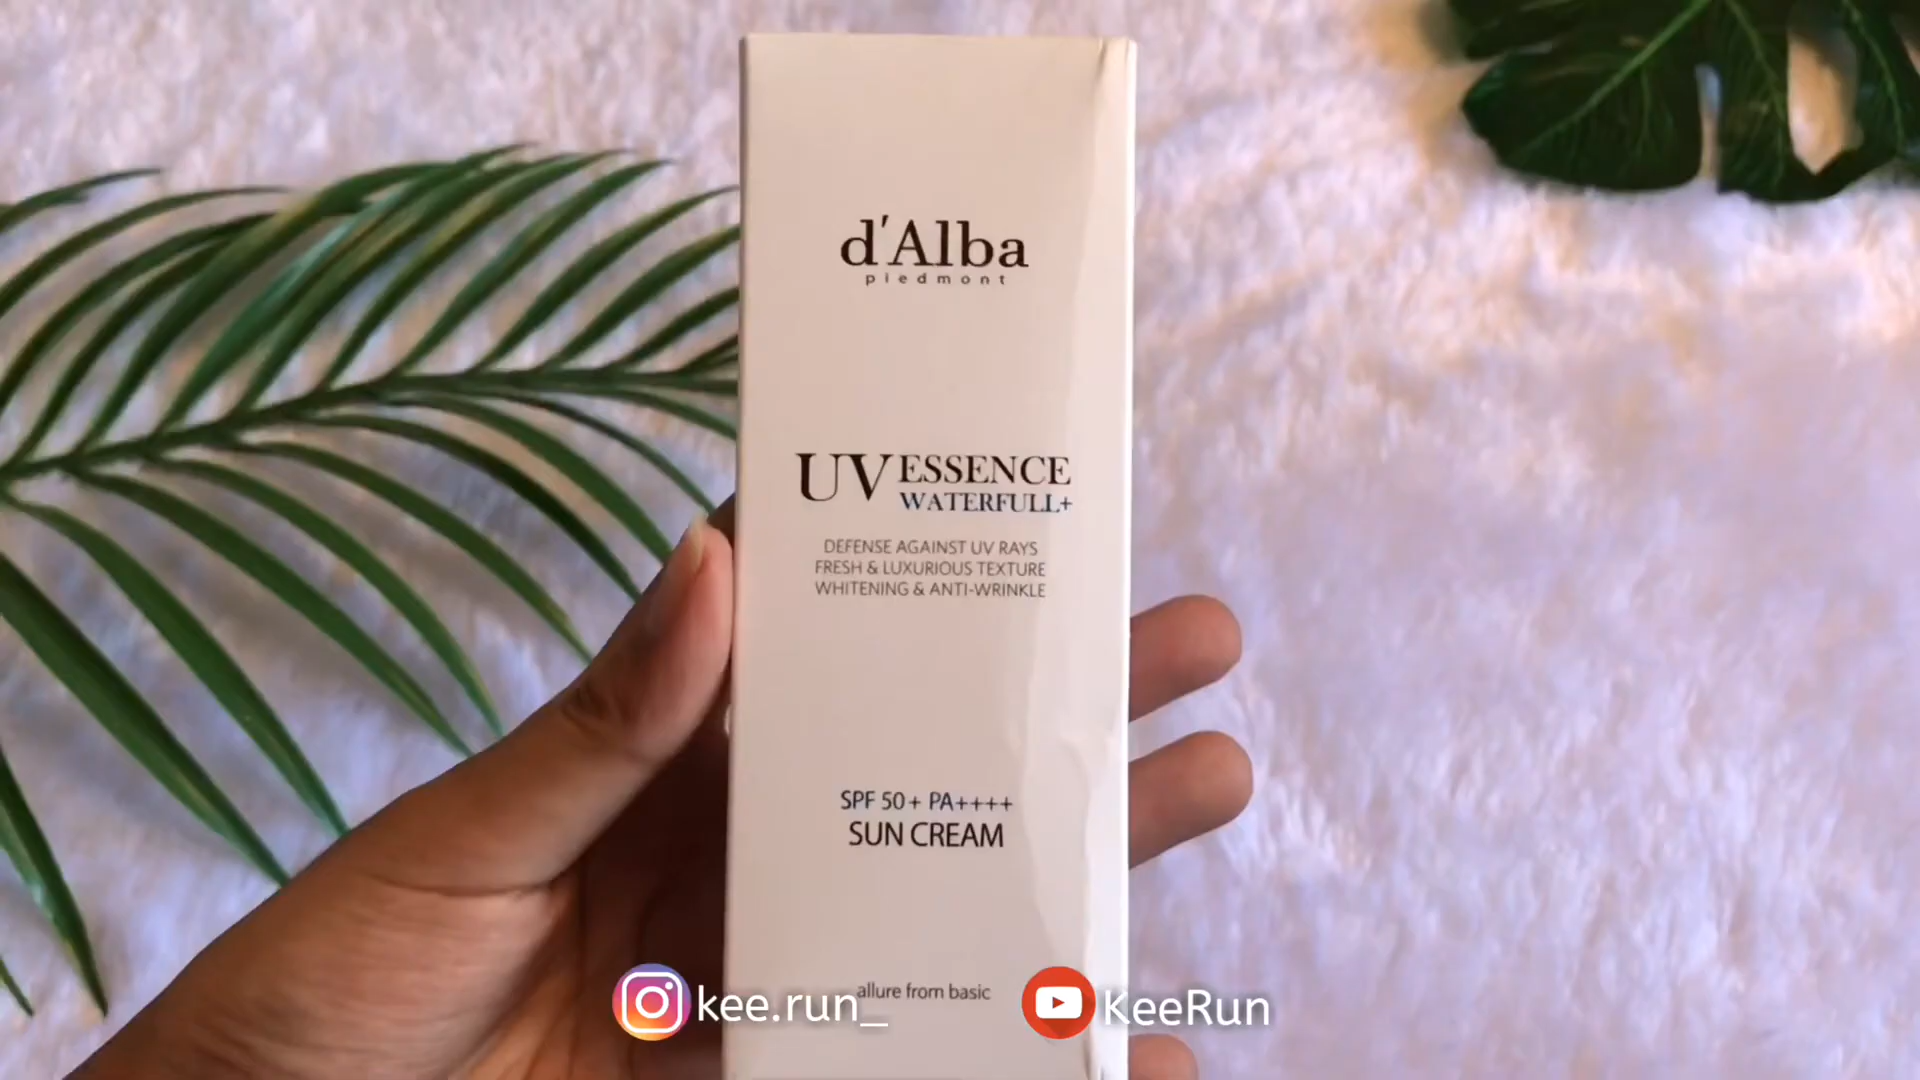 d'Alba
piedmont
UV ESSENCE
WATERFULL+
DEFENSE AGAINST UV RAYS
FRESH & LUXURIOUS TEXTURE
WHITENING & ANTI-WRINKLE
SPF 50+ PA++++
SUN CREAM
allure from basic
kee.run_
KeeRun